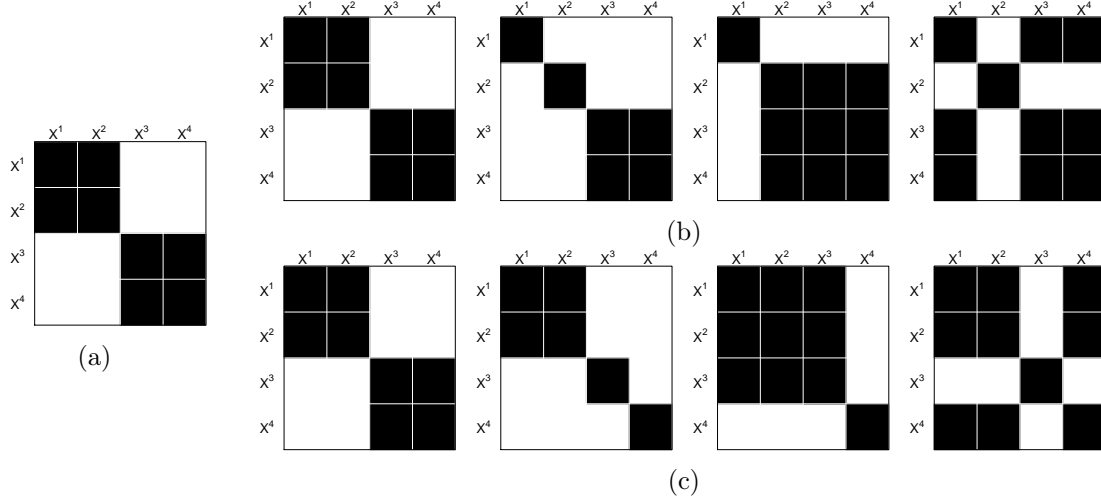 X¹ X² X³ X⁴ X¹ X² X³ X⁴ X¹ X² X³ X⁴ X¹ X² X³ X⁴
X¹ X¹ X¹ X¹
X² X² X² X²
X³ X³ X³ X³
X⁴ X⁴ X⁴ X⁴
(b)
X¹ X² X³ X⁴
X¹
X²
X³
X⁴
(a)
X¹ X² X³ X⁴ X¹ X² X³ X⁴ X¹ X² X³ X⁴ X¹ X² X³ X⁴
X¹ X¹ X¹ X¹
X² X² X² X²
X³ X³ X³ X³
X⁴ X⁴ X⁴ X⁴
(c)